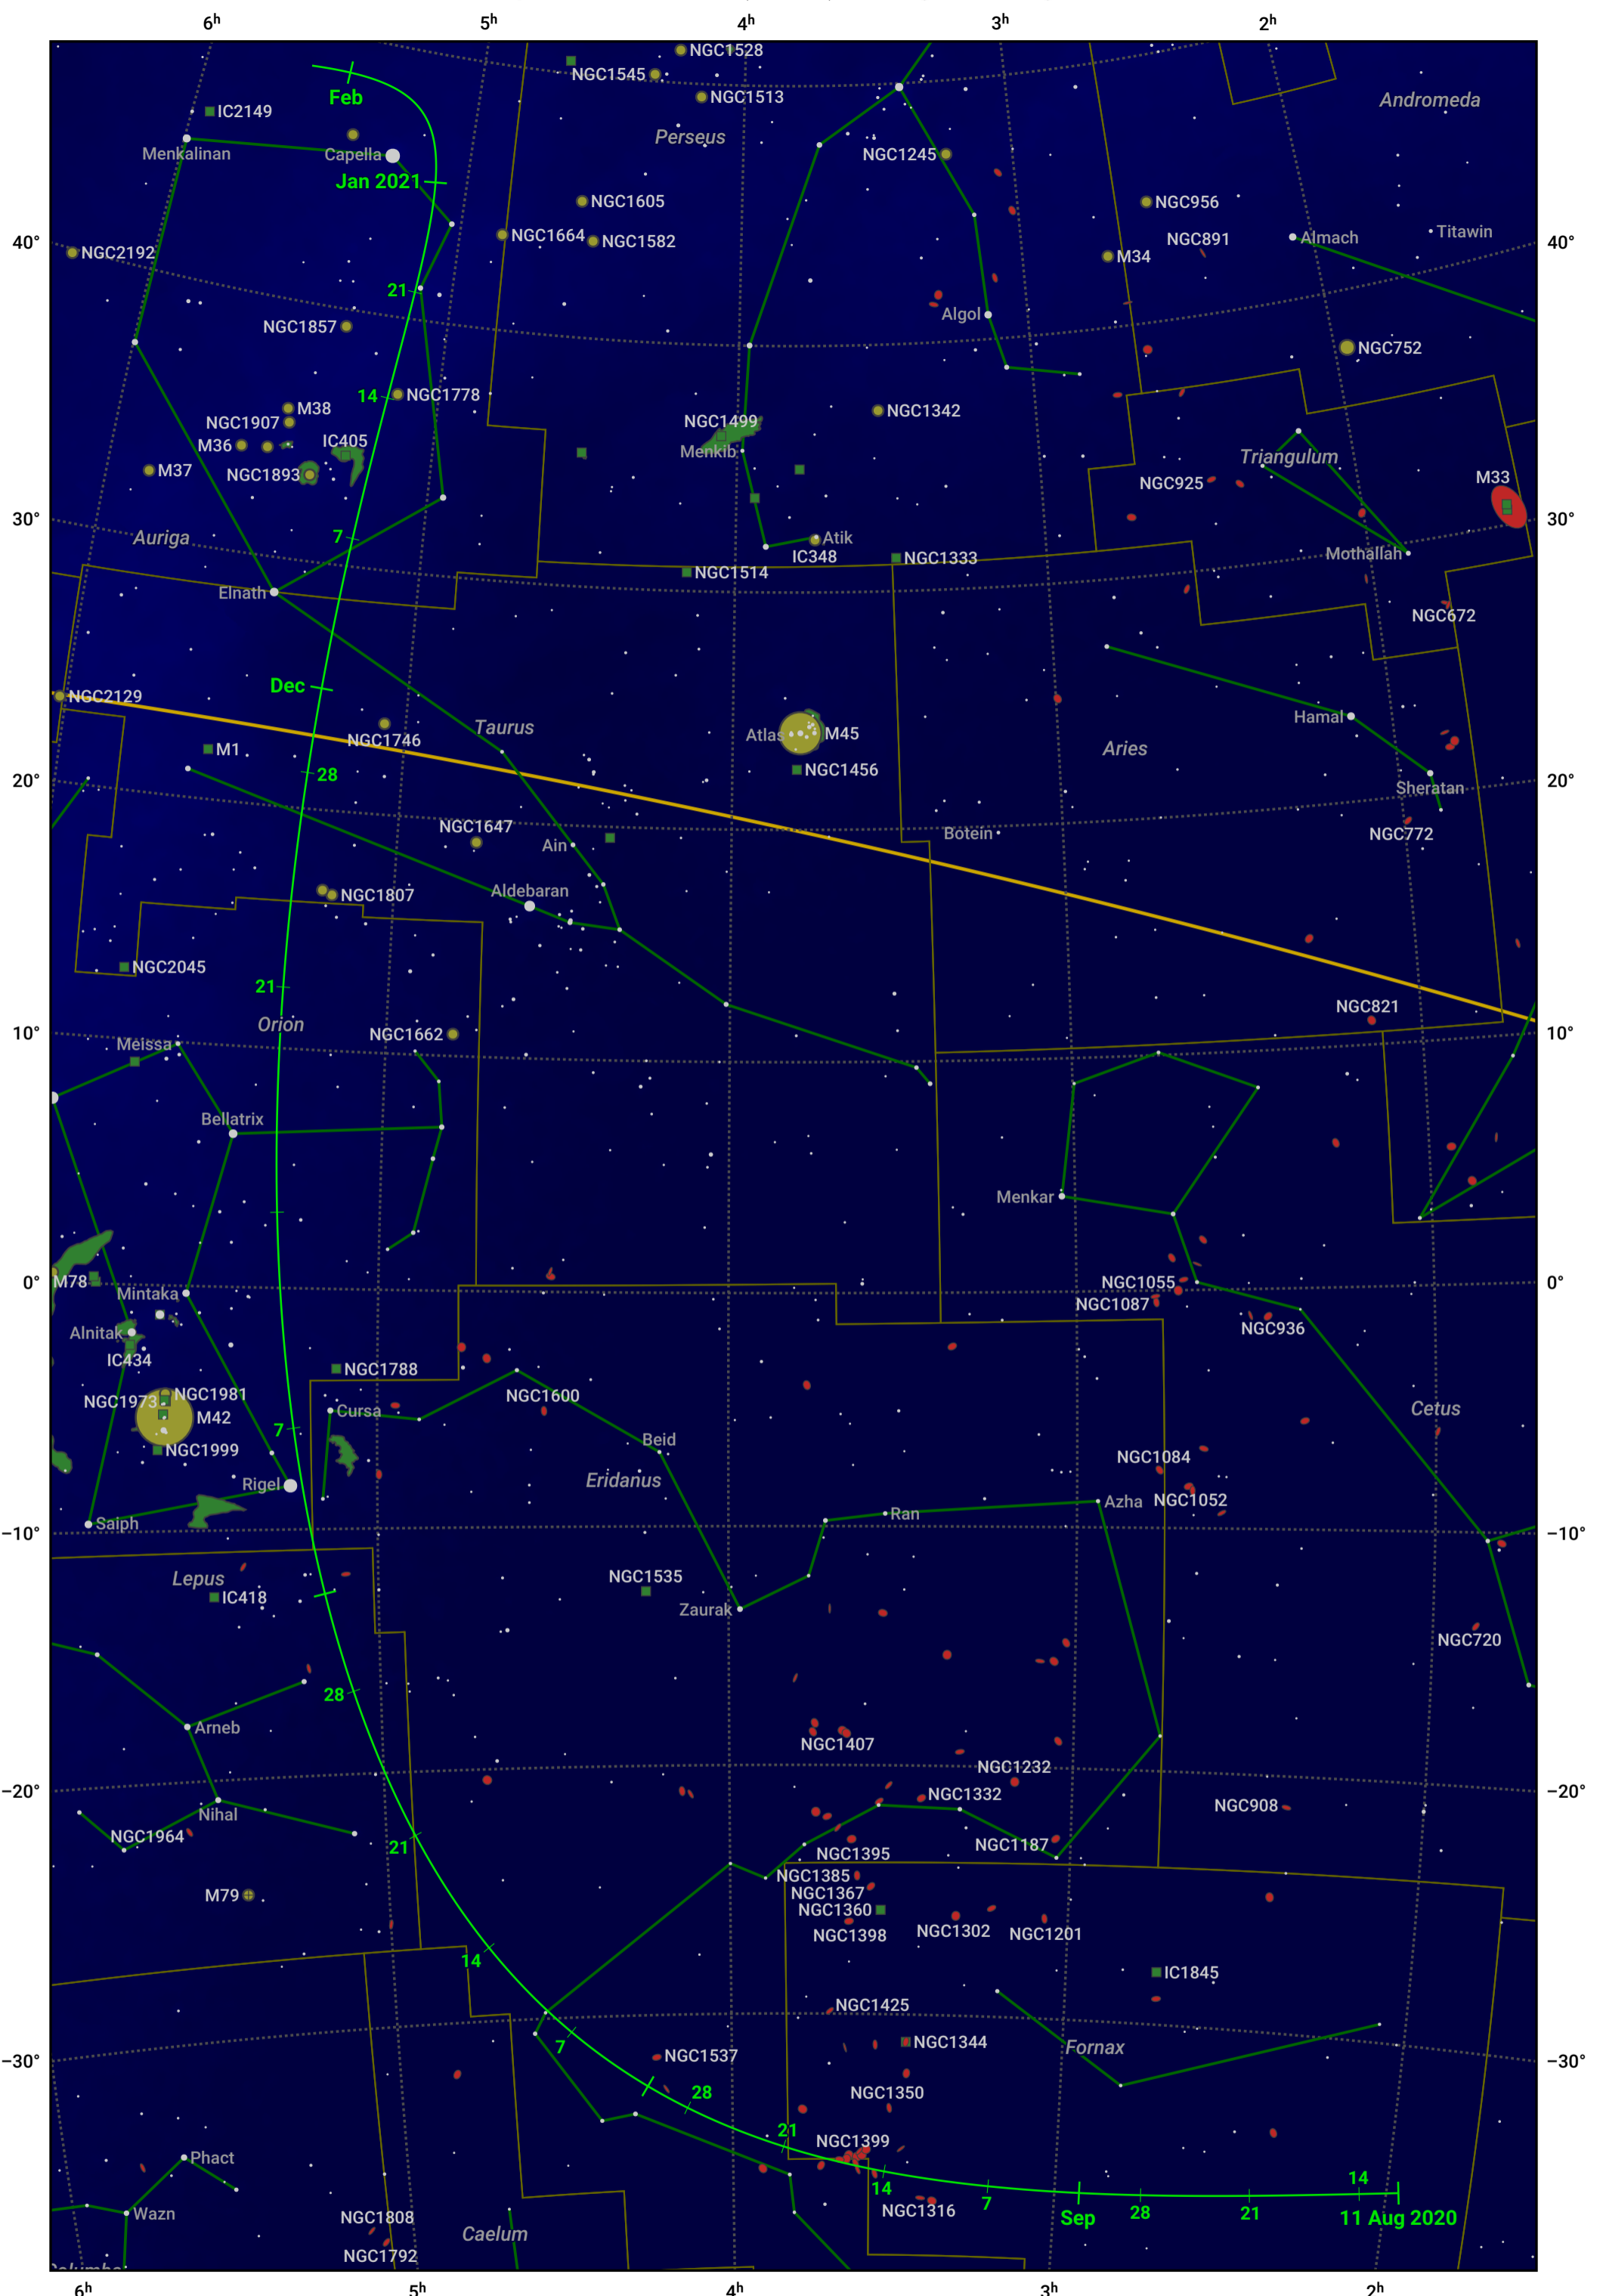 6h 5h 4h 3h 2h
NGC1528
NGC1545
Feb
NGC1513
Andromeda
IC2149
Perseus
Menkalinan
Capella
NGC1245
Jan 2021
NGC1605
NGC956
NGC1664
NGC1582
NGC891
Almach
Titawin
40°
40°
NGC2192
M34
21
Algol
NGC1857
NGC752
14
NGC1778
M38
NGC1342
NGC1907
NGC1499
M36
IC405
Menkib
Triangulum
M37
NGC1893
NGC925
M33
30°
30°
Auriga
7
Atik
IC348
NGC1333
Mothallah
NGC1514
Elnath
NGC672
Dec
NGC2129
Taurus
Hamal
NGC1746
Atlas
M45
Aries
M1
28
NGC1456
20°
20°
Sheratan
NGC1647
Botein
NGC772
Ain
Aldebaran
NGC1807
NGC2045
21
NGC821
Orion
10°
NGC1662
10°
Meissa
Bellatrix
Menkar
0°
M78
NGC1055
0°
Mintaka
NGC1087
Alnitak
NGC936
IC434
NGC1788
NGC1981
NGC1600
NGC1973
Cursa
M42
Cetus
7
NGC1999
Beid
NGC1084
Rigel
Eridanus
NGC1052
Azha
Saiph
Ran
−10°
−10°
Lepus
NGC1535
IC418
Zaurak
NGC720
28
Arneb
NGC1407
NGC1232
−20°
NGC1332
−20°
NGC908
Nihal
NGC1964
21
NGC1187
NGC1395
NGC1385
M79
NGC1367
NGC1360
NGC1398
NGC1302
NGC1201
14
IC1845
NGC1425
7
NGC1344
Fornax
NGC1537
−30°
−30°
28
NGC1350
21
NGC1399
Phact
14
14
7
NGC1316
28
21
Wazn
NGC1808
Sep
11 Aug 2020
Caelum
NGC1792
6h 5h 4h 3h 2h